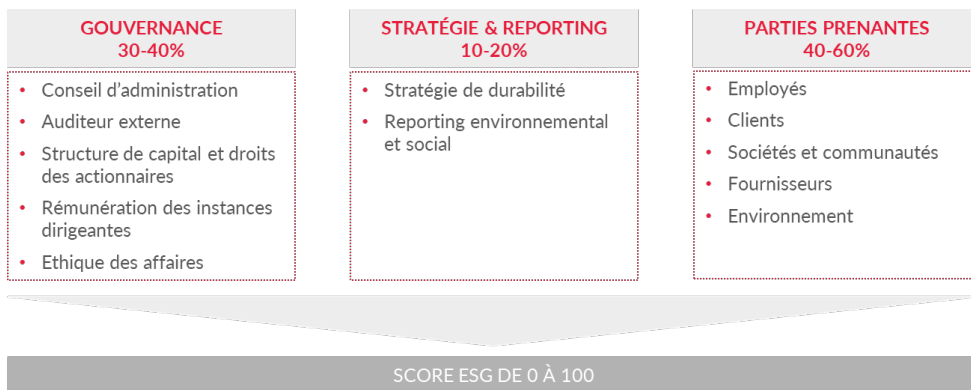 GOUVERNANCE
30-40%
• Conseil d'administration
• Auditeur externe
• Structure de capital et droits
des actionnaires
• Rémunération des instances
dirigeantes
• Ethique des affaires
STRATÉGIE & REPORTING
10-20%
• Stratégie de durabilité
• Reporting environnemental
et social
PARTIES PRENANTES
40-60%
• Employés
• Clients
• Sociétés et communautés
• Fournisseurs
• Environnement
SCORE ESG DE 0 À 100